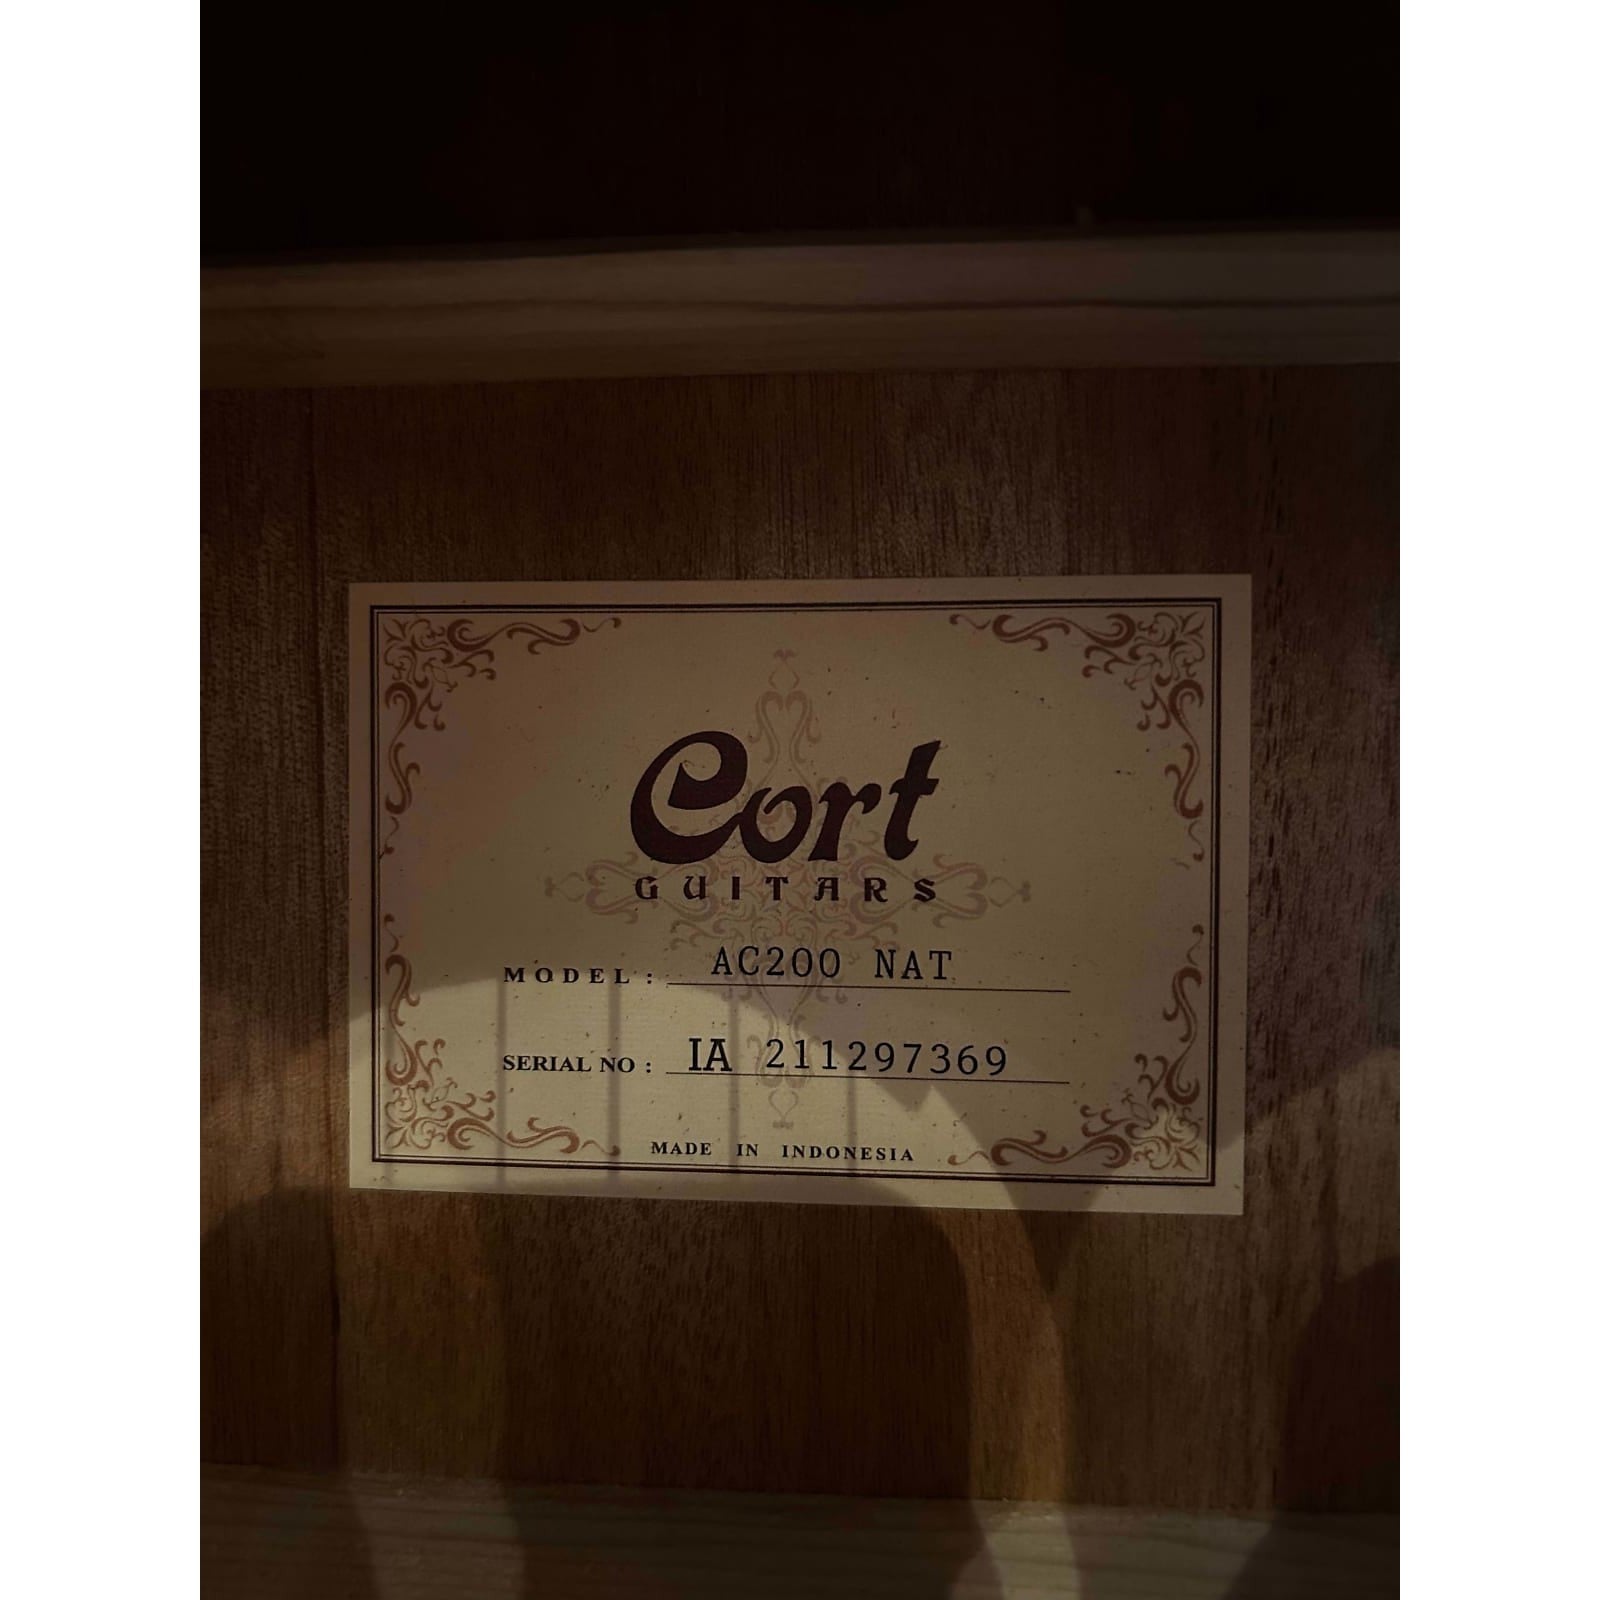 Cort
GUITARS
MODEL : AC200 NAT
SERIAL NO : IA 211297369
MADE IN INDONESIA